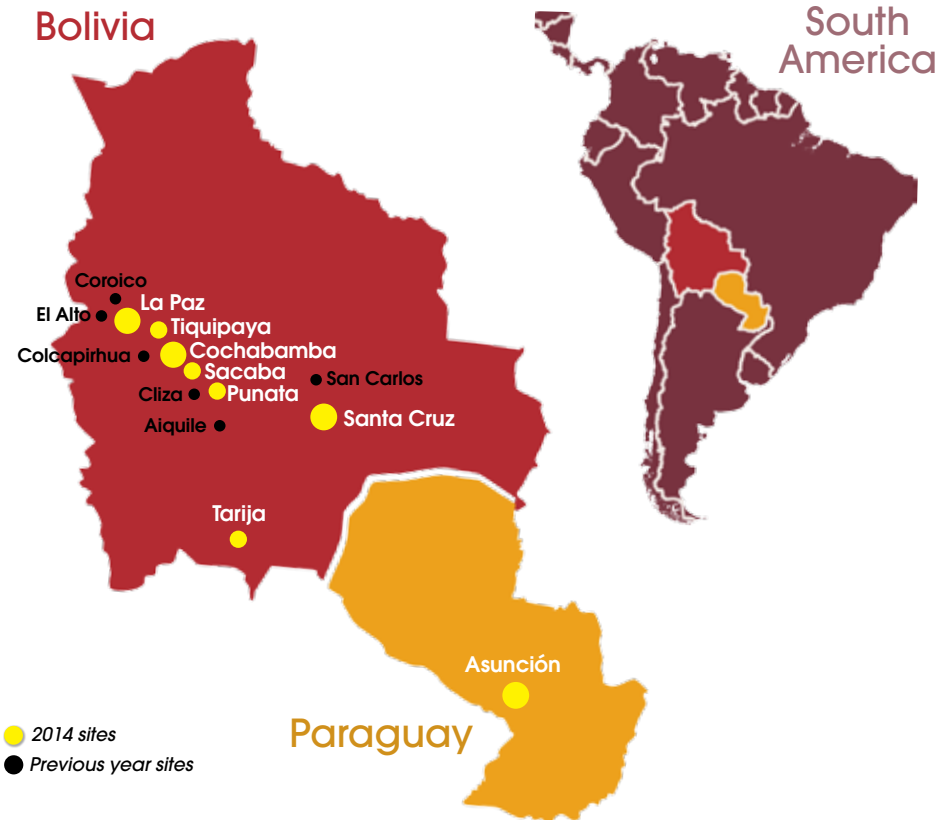 Bolivia
South
America
Coroico
La Paz
El Alto
Tiquipaya
Cochabamba
Colcapirhua
Sacaba
San Carlos
Cliza
Punata
Santa Cruz
Aiquile
Tarija
Asunción
Paraguay
2014 sites
Previous year sites